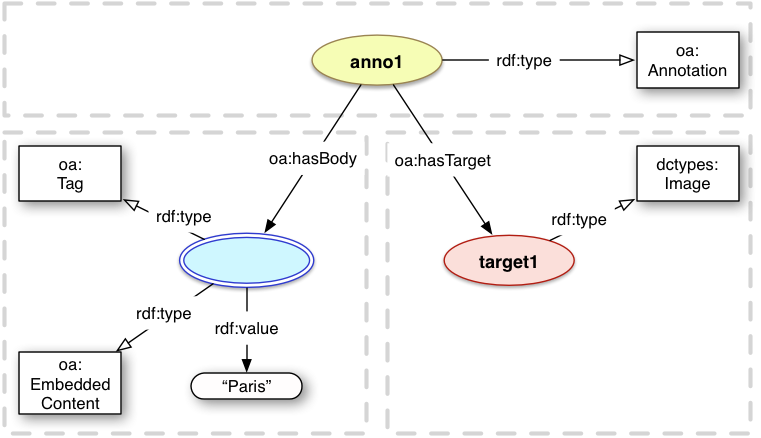 anno1
rdf:type
oa:
Annotation
oa:hasBody
oa:hasTarget
oa:
Tag
rdf:type
dctypes:
Image
rdf:type
target1
rdf:type
rdf:value
oa:
Embedded
Content
“Paris”